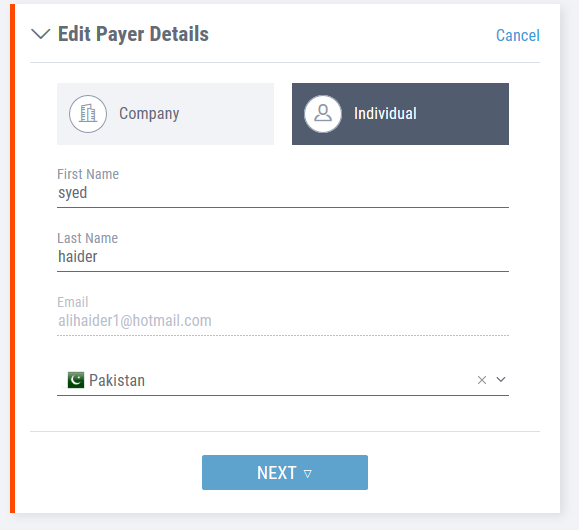 Edit Payer Details
Cancel
Company
Individual
First Name
syed
Last Name
haider
Email
alihaider1@hotmail.com
Pakistan
NEXT